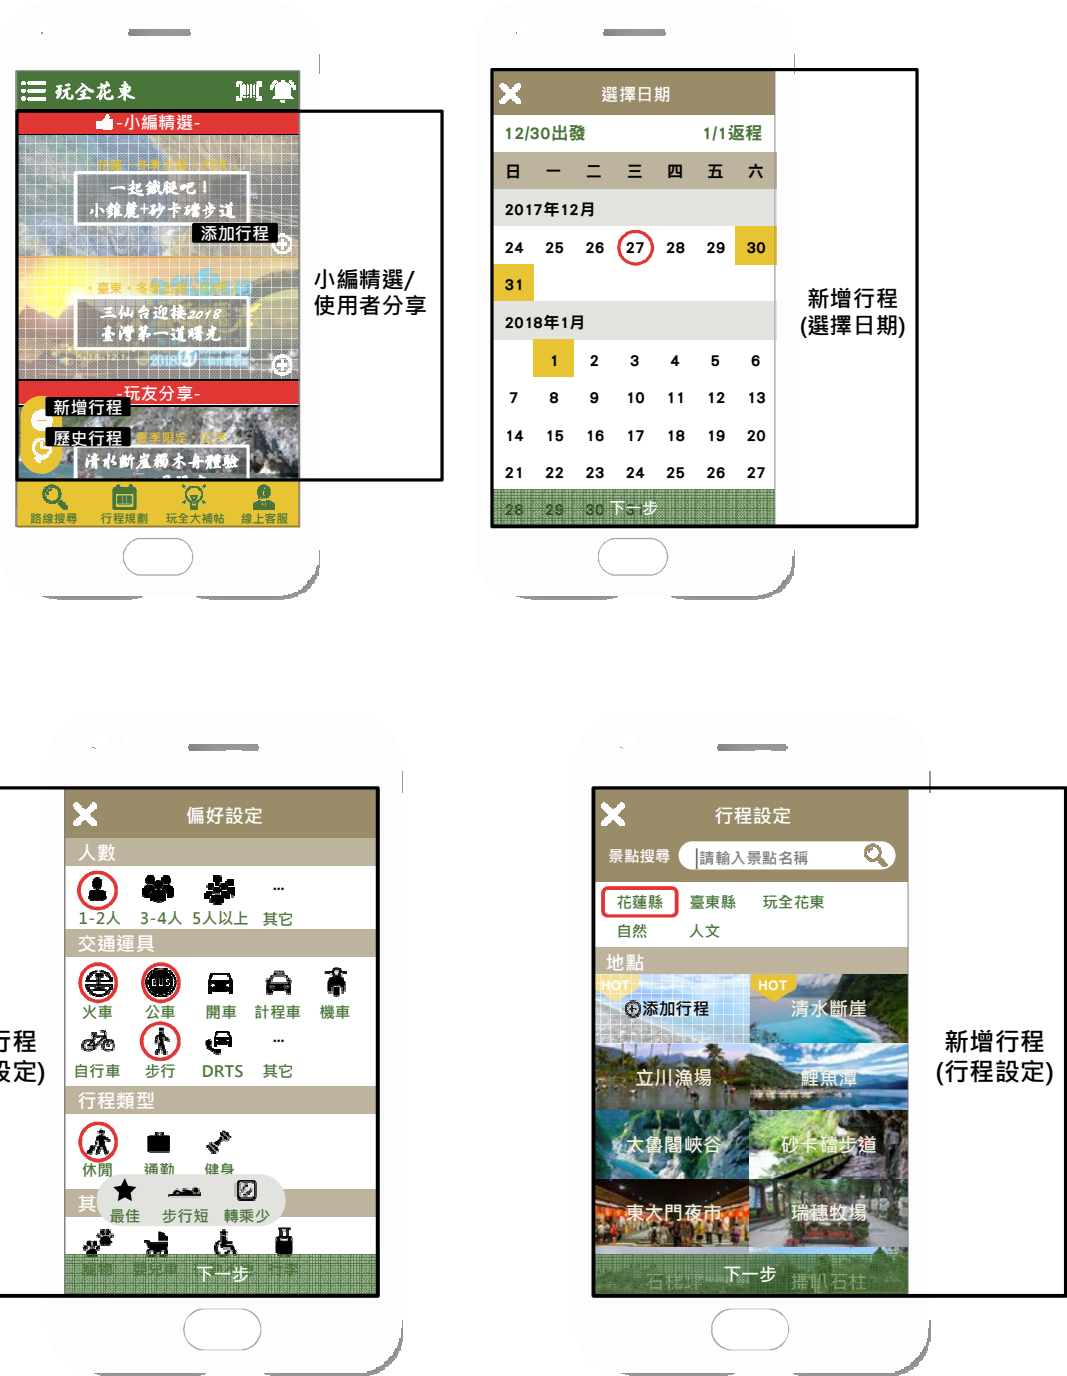 玩全花東
-小編精選-
一起鐵腿吧！
小錐麓+砂卡礑步道
添加行程
三仙台迎接2018
臺灣第一道曙光
-玩友分享-
新增行程
歷史行程
清水斷崖獨木舟體驗
路線搜尋 行程規劃 玩全大補帖 線上客服
小編精選/
使用者分享
選擇日期
12/30出發 1/1返程
日 一 二 三 四 五 六
2017年12月
24 25 26 27 28 29 30
31
2018年1月
1 2 3 4 5 6
7 8 9 10 11 12 13
14 15 16 17 18 19 20
21 22 23 24 25 26 27
28 29 30 31
下一步
新增行程
(選擇日期)
偏好設定
人數
1-2人 3-4人 5人以上 其它
交通運具
火車 公車 開車 計程車 機車
BUS
自行車 步行 DRTS 其它
行程類型
休閒 通勤 健身
其
最佳 步行短 轉乘少
下一步
行程
設定)
行程設定
景點搜尋 請輸入景點名稱
花蓮縣 臺東縣 玩全花東
自然 人文
地點
HOT 添加行程
HOT 清水斷崖
立川漁場 鯉魚潭
太魯閣峽谷 砂卡礑步道
東大門夜市 瑞穗牧場
下一步
新增行程
(行程設定)